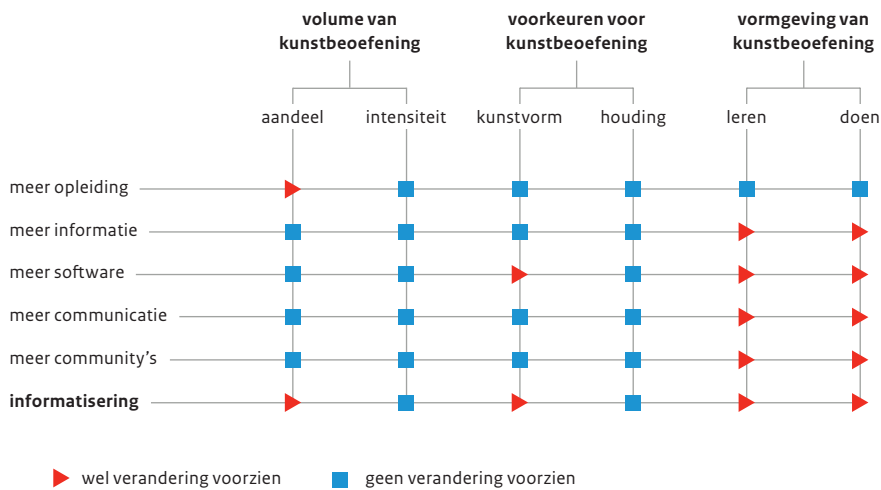 volume van
kunstbeoefening
voorkeuren voor
kunstbeoefening
vormgeving van
kunstbeoefening
aandeel
intensiteit
kunstvorm
houding
leren
doen
meer opleiding
meer informatie
meer software
meer communicatie
meer community's
informatisering
wel verandering voorzien
geen verandering voorzien